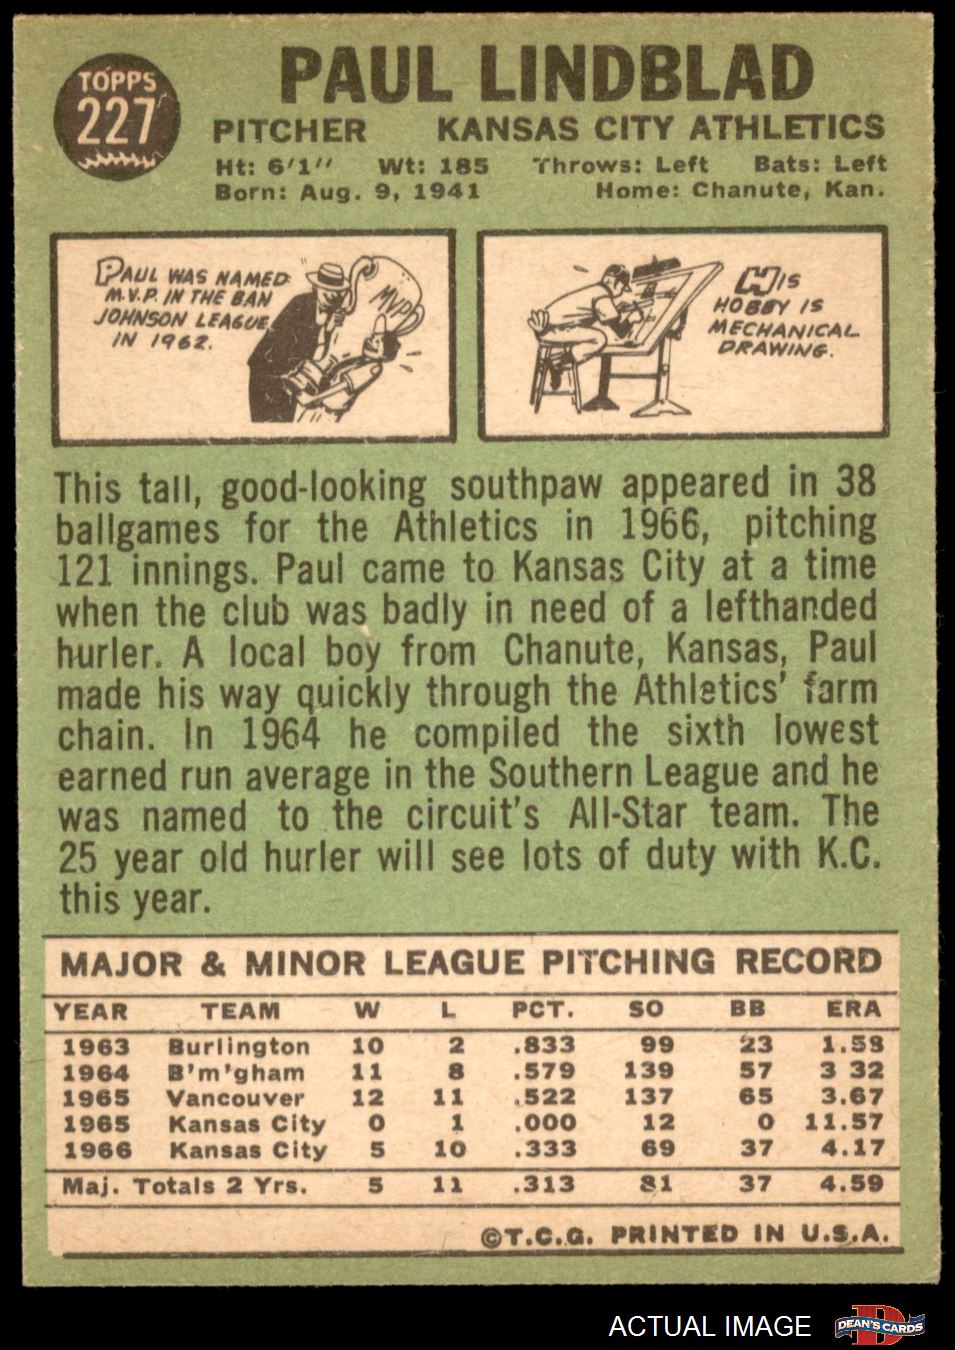 TOPPS
227
PAUL LINDBLAD
PITCHER KANSAS CITY ATHLETICS
Ht: 6'1" Wt: 185 Throws: Left Bats: Left
Born: Aug. 9, 1941 Home: Chanute, Kan.
PAUL WAS NAMED
M.V.P. IN THE BAN
JOHNSON LEAGUE
IN 1962.
MVP
HIS
HOBBY IS
MECHANICAL
DRAWING.
This tall, good-looking southpaw appeared in 38
ballgames for the Athletics in 1966, pitching
121 innings. Paul came to Kansas City at a time
when the club was badly in need of a lefthanded
hurler. A local boy from Chanute, Kansas, Paul
made his way quickly through the Athletics' farm
chain. In 1964 he compiled the sixth lowest
earned run average in the Southern League and he
was named to the circuit's All-Star team. The
25 year old hurler will see lots of duty with K.C.
this year.
MAJOR & MINOR LEAGUE PITCHING RECORD
YEAR TEAM W L PCT. SO BB ERA
1963 Burlington 10 2 .833 99 23 1.58
1964 B'm'gham 11 8 .579 139 57 3 32
1965 Vancouver 12 11 .522 137 65 3.67
1965 Kansas City 0 1 .000 12 0 11.57
1966 Kansas City 5 10 .333 69 37 4.17
Maj. Totals 2 Yrs. 5 11 .313 81 37 4.59
©T.C.G. PRINTED IN U.S.A.
ACTUAL IMAGE
DEAN'S CARDS